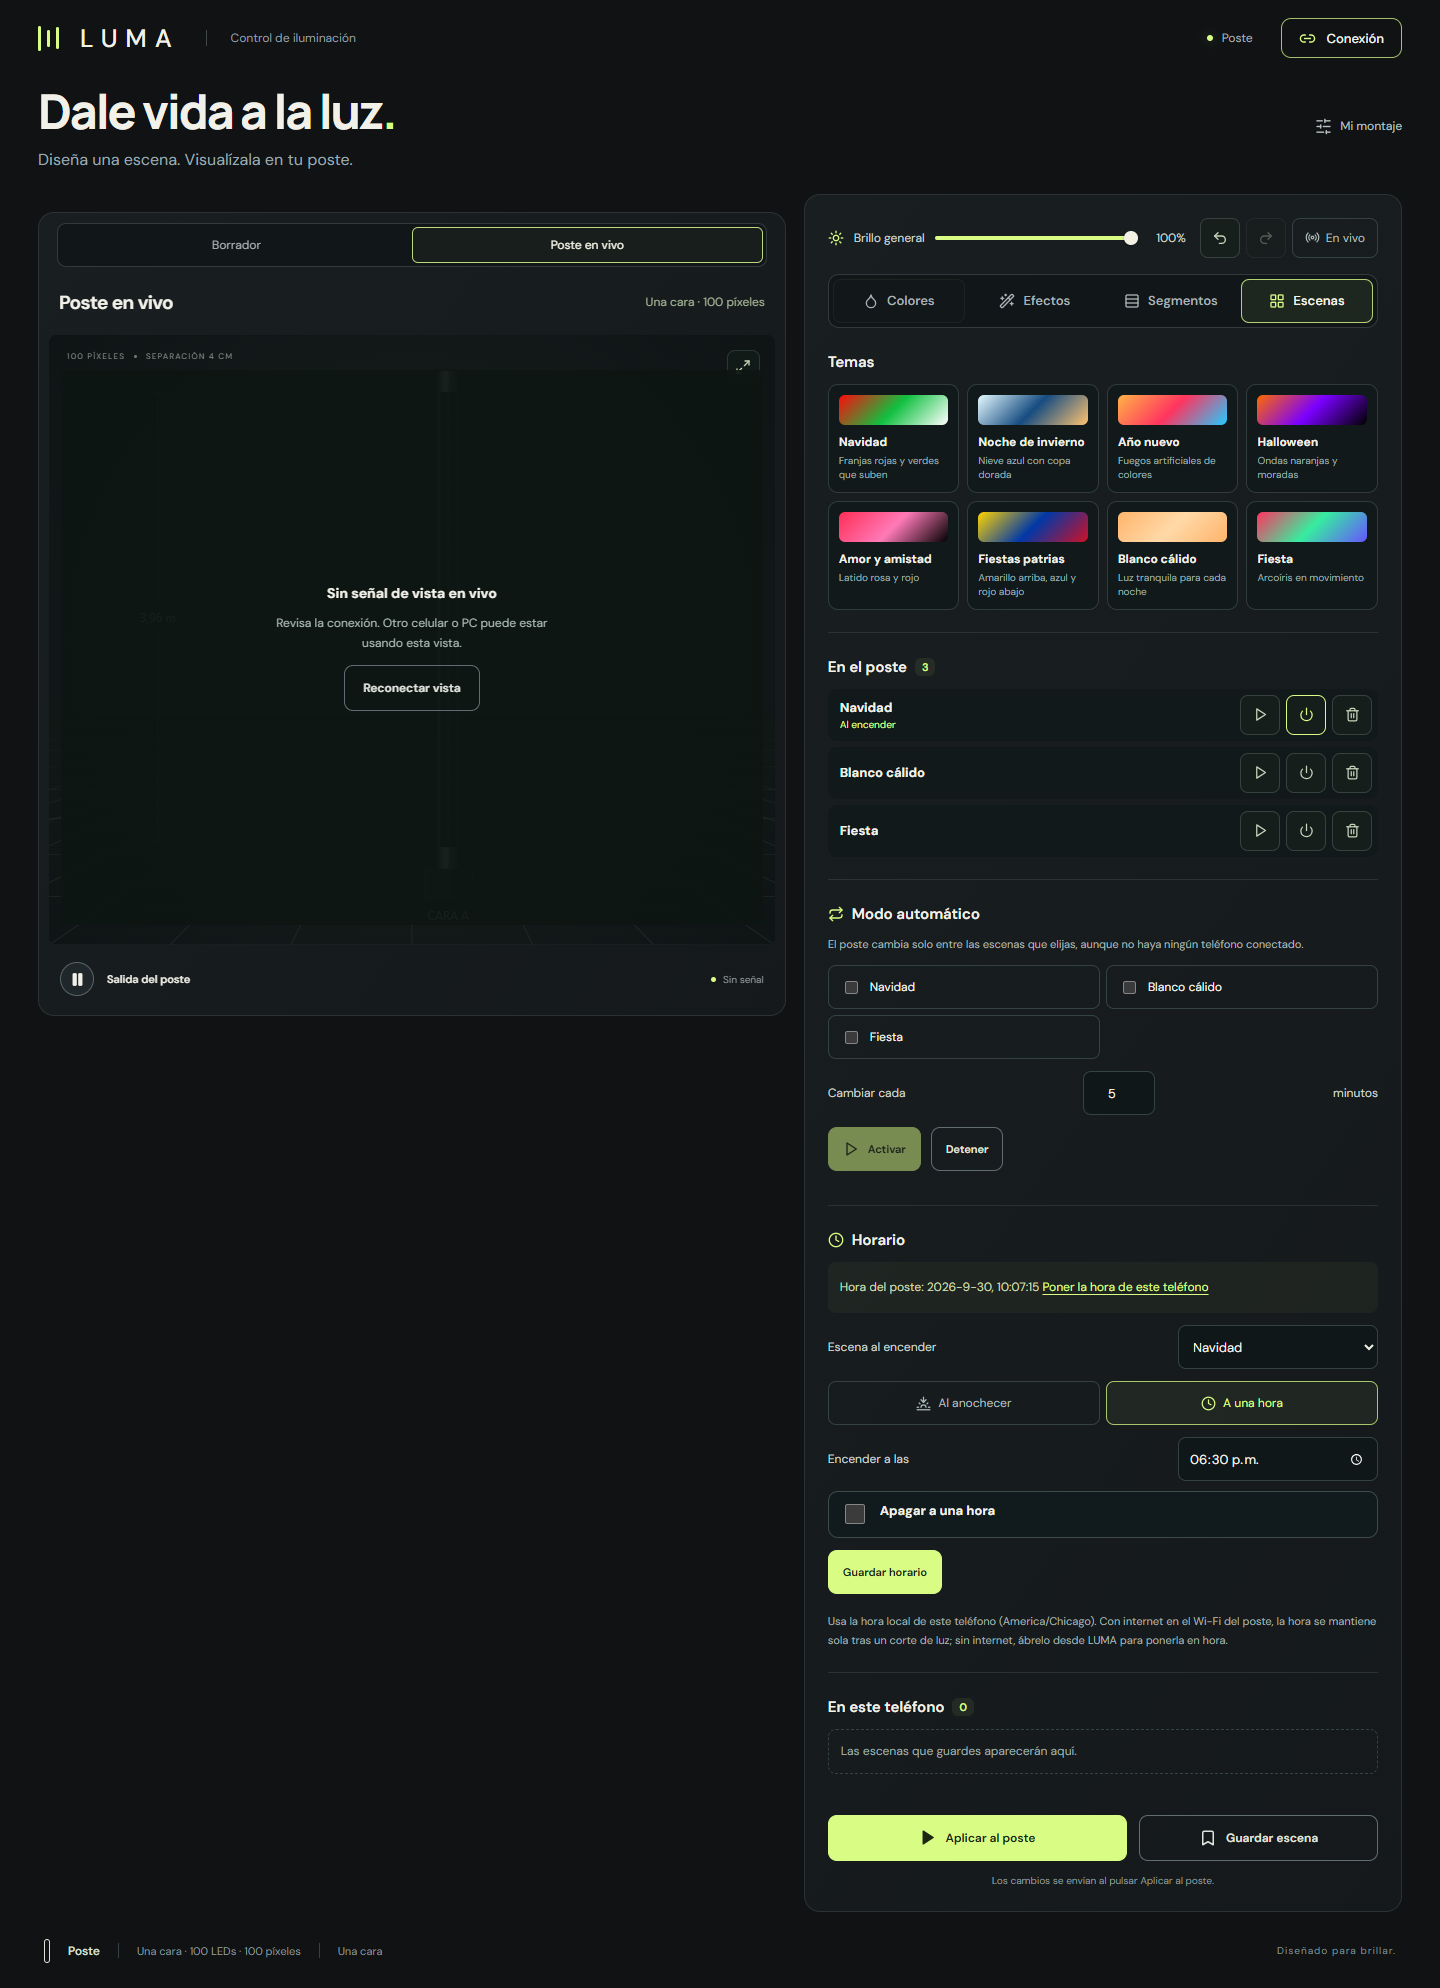 LUMA
Control de iluminación
Poste
Conexión
Dale vida a la luz.
Diseña una escena. Visualízala en tu poste.
Mi montaje
Borrador
Poste en vivo
Poste en vivo
Una cara · 100 píxeles
100 PÍXELES • SEPARACIÓN 4 CM
3,96 m
Sin señal de vista en vivo
Revisa la conexión. Otro celular o PC puede estar
usando esta vista.
Reconectar vista
CARA A
Salida del poste
Sin señal
Brillo general
100%
En vivo
Colores
Efectos
Segmentos
Escenas
Temas
Navidad
Franjas rojas y verdes
que suben
Noche de invierno
Nieve azul con copa
dorada
Año nuevo
Fuegos artificiales de
colores
Halloween
Ondas naranjas y
moradas
Amor y amistad
Latido rosa y rojo
Fiestas patrias
Amarillo arriba, azul y
rojo abajo
Blanco cálido
Luz tranquila para cada
noche
Fiesta
Arcoíris en movimiento
En el poste 3
Navidad
Al encender
Blanco cálido
Fiesta
Modo automático
El poste cambia solo entre las escenas que elijas, aunque no haya ningún teléfono conectado.
Navidad
Blanco cálido
Fiesta
Cambiar cada
5
minutos
Activar
Detener
Horario
Hora del poste: 2026-9-30, 10:07:15 Poner la hora de este teléfono
Escena al encender
Navidad
Al anochecer
A una hora
Encender a las
06:30 p.m.
Apagar a una hora
Guardar horario
Usa la hora local de este teléfono (America/Chicago). Con internet en el Wi-Fi del poste, la hora se mantiene
sola tras un corte de luz; sin internet, ábrelo desde LUMA para ponerla en hora.
En este teléfono 0
Las escenas que guardes aparecerán aquí.
Aplicar al poste
Guardar escena
Los cambios se envían al pulsar Aplicar al poste.
Poste
Una cara · 100 LEDs · 100 píxeles
Una cara
Diseñado para brillar.